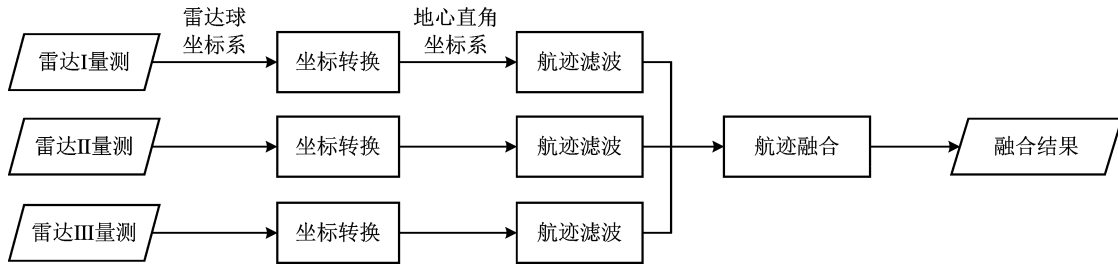 雷达球
坐标系
地心直角
坐标系
雷达I量测
坐标转换
航迹滤波
雷达II量测
坐标转换
航迹滤波
航迹融合
融合结果
雷达III量测
坐标转换
航迹滤波